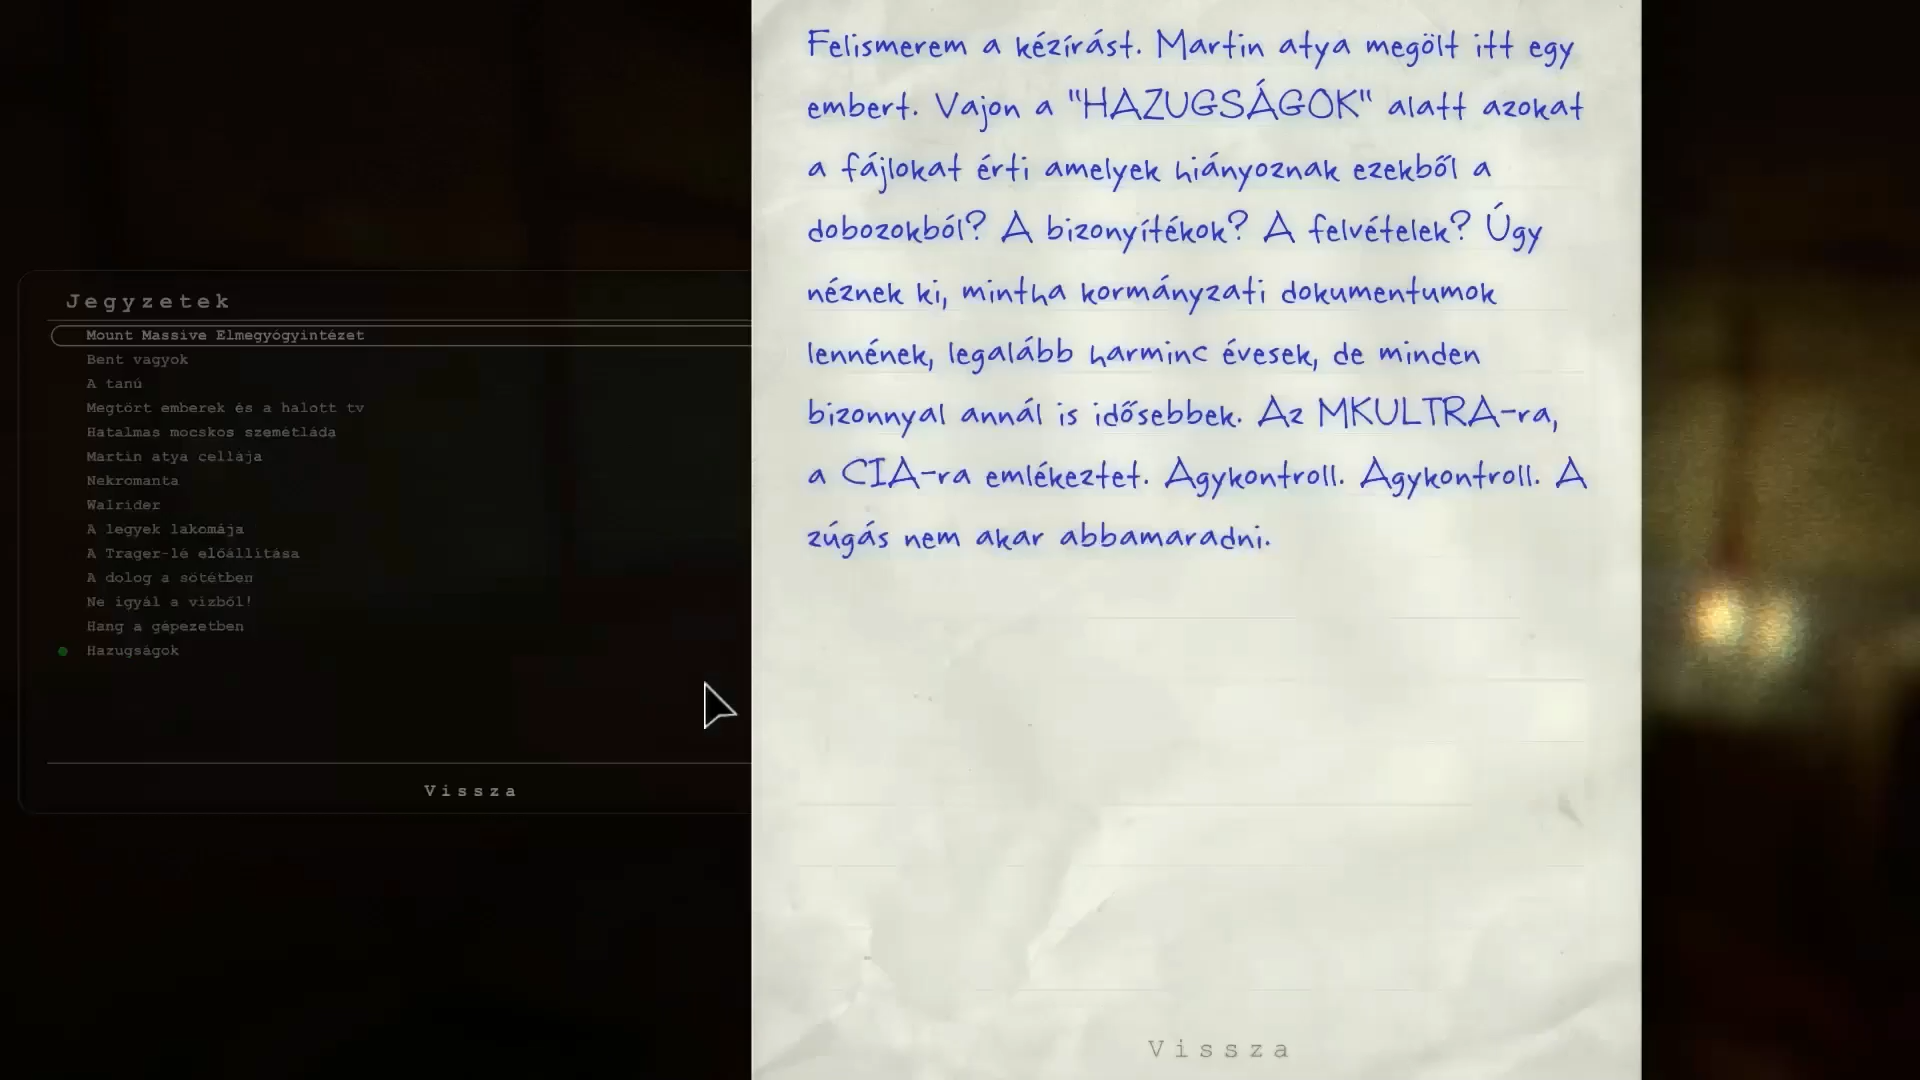 Jegyzetek
Mount Massive Elmegyógyintézet
Bent vagyok
A tanú
Megtört emberek és a halott tv
Hatalmas mocskos szemétláda
Martin atya cellája
Nekromanta
Walrider
A legyek lakomája
A Trager-lé előállítása
A dolog a sötétben
Ne igyál a vízből!
Hang a gépezetben
Hazugságok
Vissza
Felismerem a kézírást. Martin atya megölt itt egy
embert. Vajon a "HAZUGSÁGOK" alatt azokat
a fájlokat érti amelyek hiányoznak ezekből a
dobozokból? A bizonyítékok? A felvételek? Úgy
néznek ki, mintha kormányzati dokumentumok
lennének, legalább harminc évesek, de minden
bizonnyal annál is idősebbek. Az MKULTRA-ra,
a CIA-ra emlékeztet. Agykontroll. Agykontroll. A
zúgás nem akar abbamaradni.
Vissza